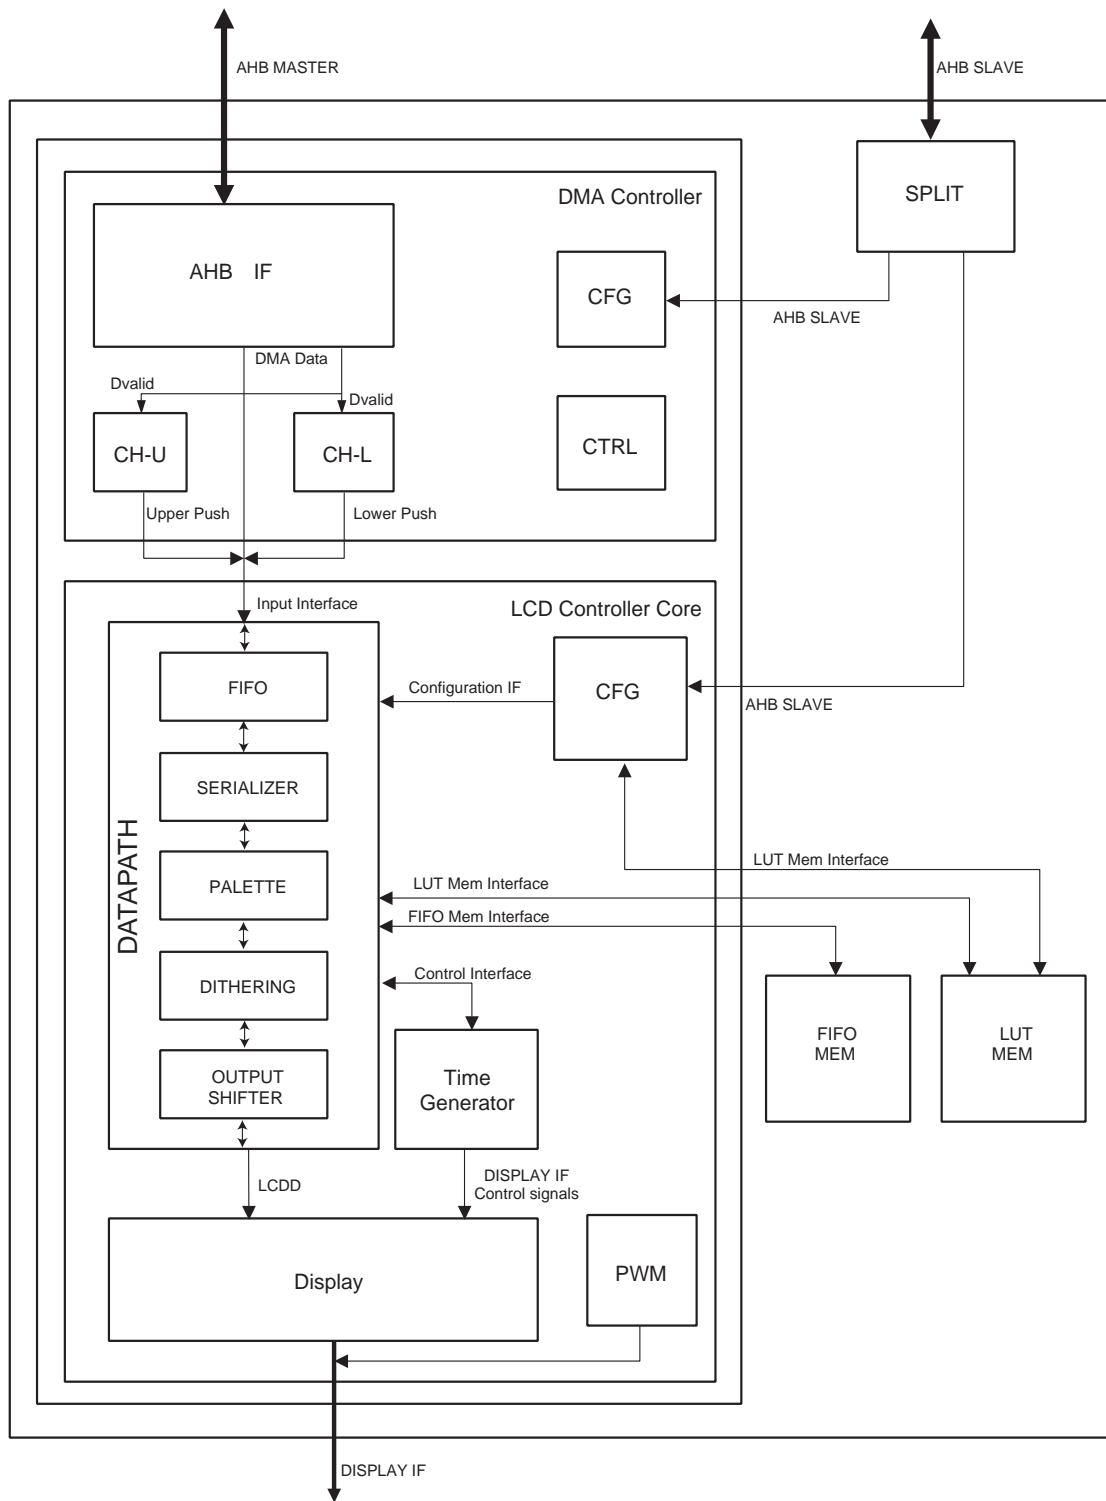 AHB MASTER
AHB SLAVE
DMA Controller
SPLIT
AHB IF
CFG
AHB SLAVE
DMA Data
Dvalid
Dvalid
CH-U
CH-L
CTRL
Upper Push
Lower Push
Input Interface
LCD Controller Core
FIFO
Configuration IF
CFG
AHB SLAVE
SERIALIZER
DATAPATH
PALETTE
LUT Mem Interface
LUT Mem Interface
FIFO Mem Interface
DITHERING
Control Interface
FIFO
MEM
LUT
MEM
OUTPUT
SHIFTER
Time
Generator
LCDD
DISPLAY IF
Control signals
Display
PWM
DISPLAY IF